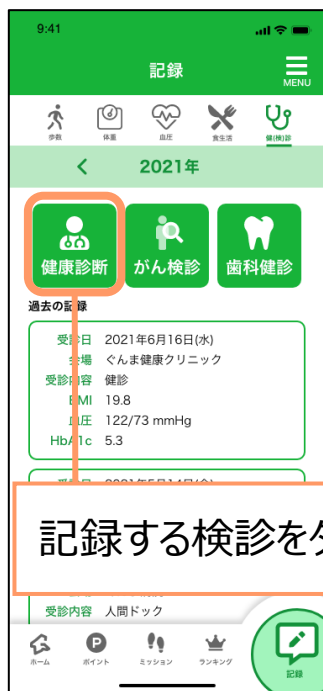 9:41
記録
MENU
歩数 体重 血圧 食生活 健(検)診
2021年
健康診断 がん検診 歯科健診
過去の記録
受診日 2021年6月16日(水)
会場 ぐんま健康クリニック
受診内容 健診
BMI 19.8
血圧 122/73 mmHg
HbA1c 5.3
記録する検診を
受診内容 人間ドック
ホーム ポイント ミッション ランキング 記録